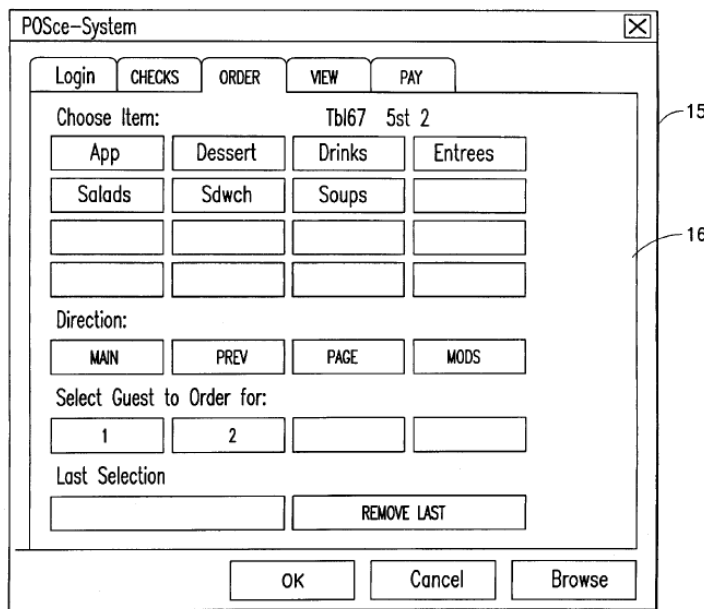 POSce-System
Login CHECKS ORDER VIEW PAY
Choose Item: Tbl67 5st 2
15
App Dessert Drinks Entrees
Salads Sdwch Soups
16
Direction:
MAIN PREV PAGE MODS
Select Guest to Order for:
1 2
Last Selection
REMOVE LAST
OK Cancel Browse